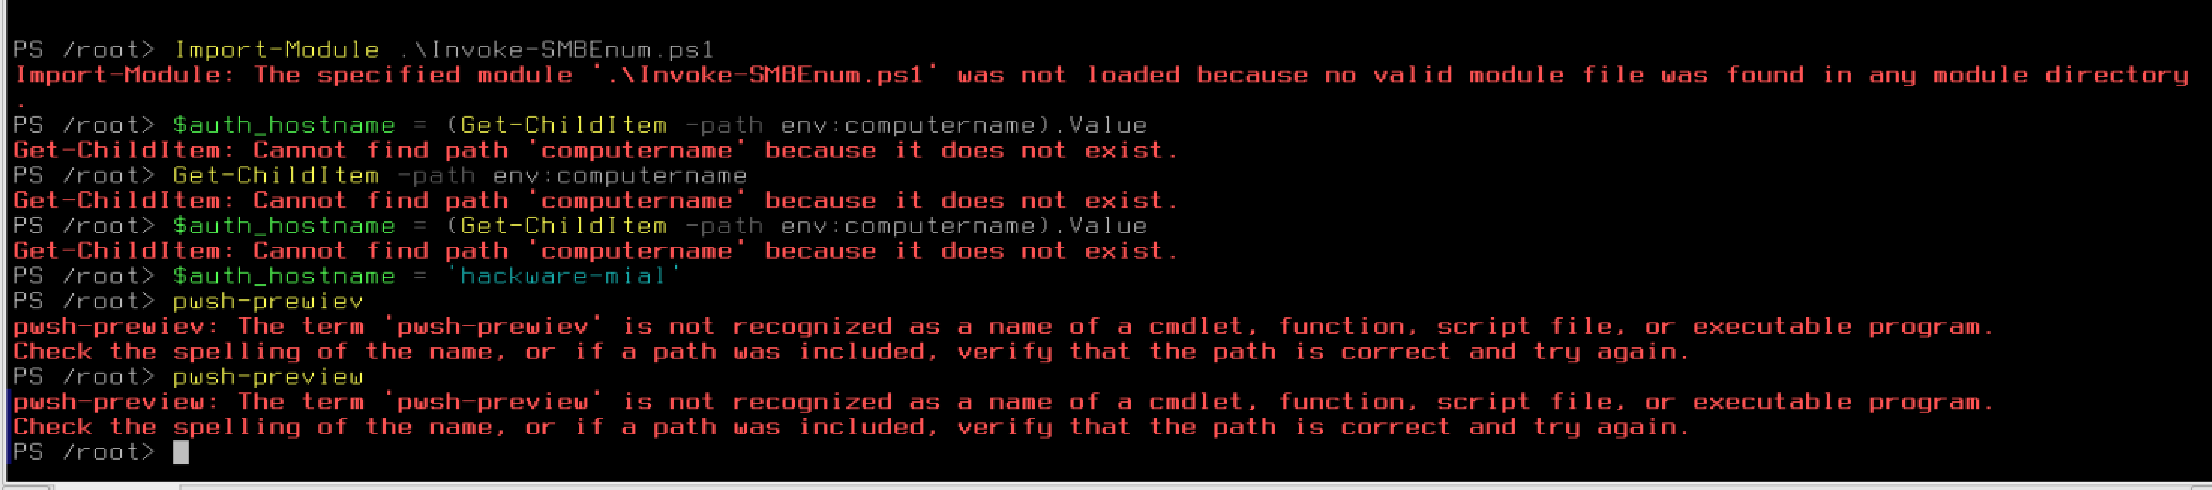 PS /root> Import-Module .\Invoke-SMBEnum.ps1
Import-Module: The specified module '.\Invoke-SMBEnum.ps1' was not loaded because no valid module file was found in any module directory
.
PS /root> $auth_hostname = (Get-ChildItem -path env:computername).Value
Get-ChildItem: Cannot find path 'computername' because it does not exist.
PS /root> Get-ChildItem -path env:computername
Get-ChildItem: Cannot find path 'computername' because it does not exist.
PS /root> $auth_hostname = (Get-ChildItem -path env:computername).Value
Get-ChildItem: Cannot find path 'computername' because it does not exist.
PS /root> $auth_hostname = 'hackware-mial'
PS /root> pwsh-prewiev
pwsh-prewiev: The term 'pwsh-prewiev' is not recognized as a name of a cmdlet, function, script file, or executable program.
Check the spelling of the name, or if a path was included, verify that the path is correct and try again.
PS /root> pwsh-preview
pwsh-preview: The term 'pwsh-preview' is not recognized as a name of a cmdlet, function, script file, or executable program.
Check the spelling of the name, or if a path was included, verify that the path is correct and try again.
PS /root>